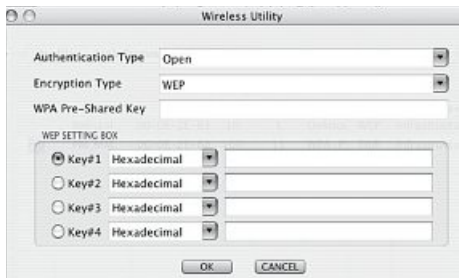 Wireless Utility
Authentication Type Open
Encryption Type WEP
WPA Pre-Shared Key
WEP SETTING BOX
Key#1 Hexadecimal
Key#2 Hexadecimal
Key#3 Hexadecimal
Key#4 Hexadecimal
OK CANCEL